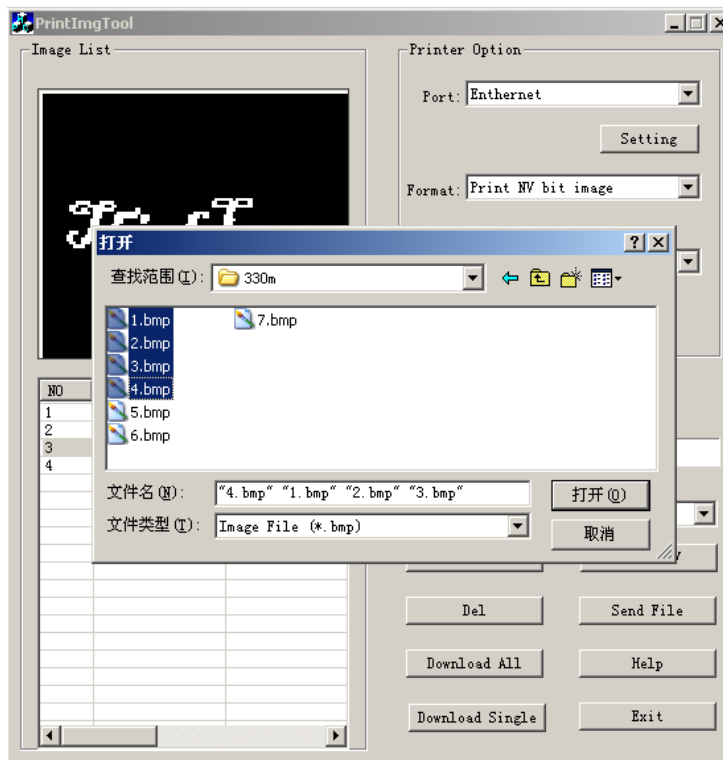 PrintImgTool
Image List
Printer Option
Port: Enthernet
Setting
Format: Print NV bit image
打开
查找范围(I): 330m
1.bmp
2.bmp
3.bmp
4.bmp
5.bmp
6.bmp
7.bmp
文件名(N): "4.bmp" "1.bmp" "2.bmp" "3.bmp"
打开(O)
文件类型(T): Image File (*.bmp)
取消
NO
1
2
3
4
Del
Send File
Download All
Help
Download Single
Exit